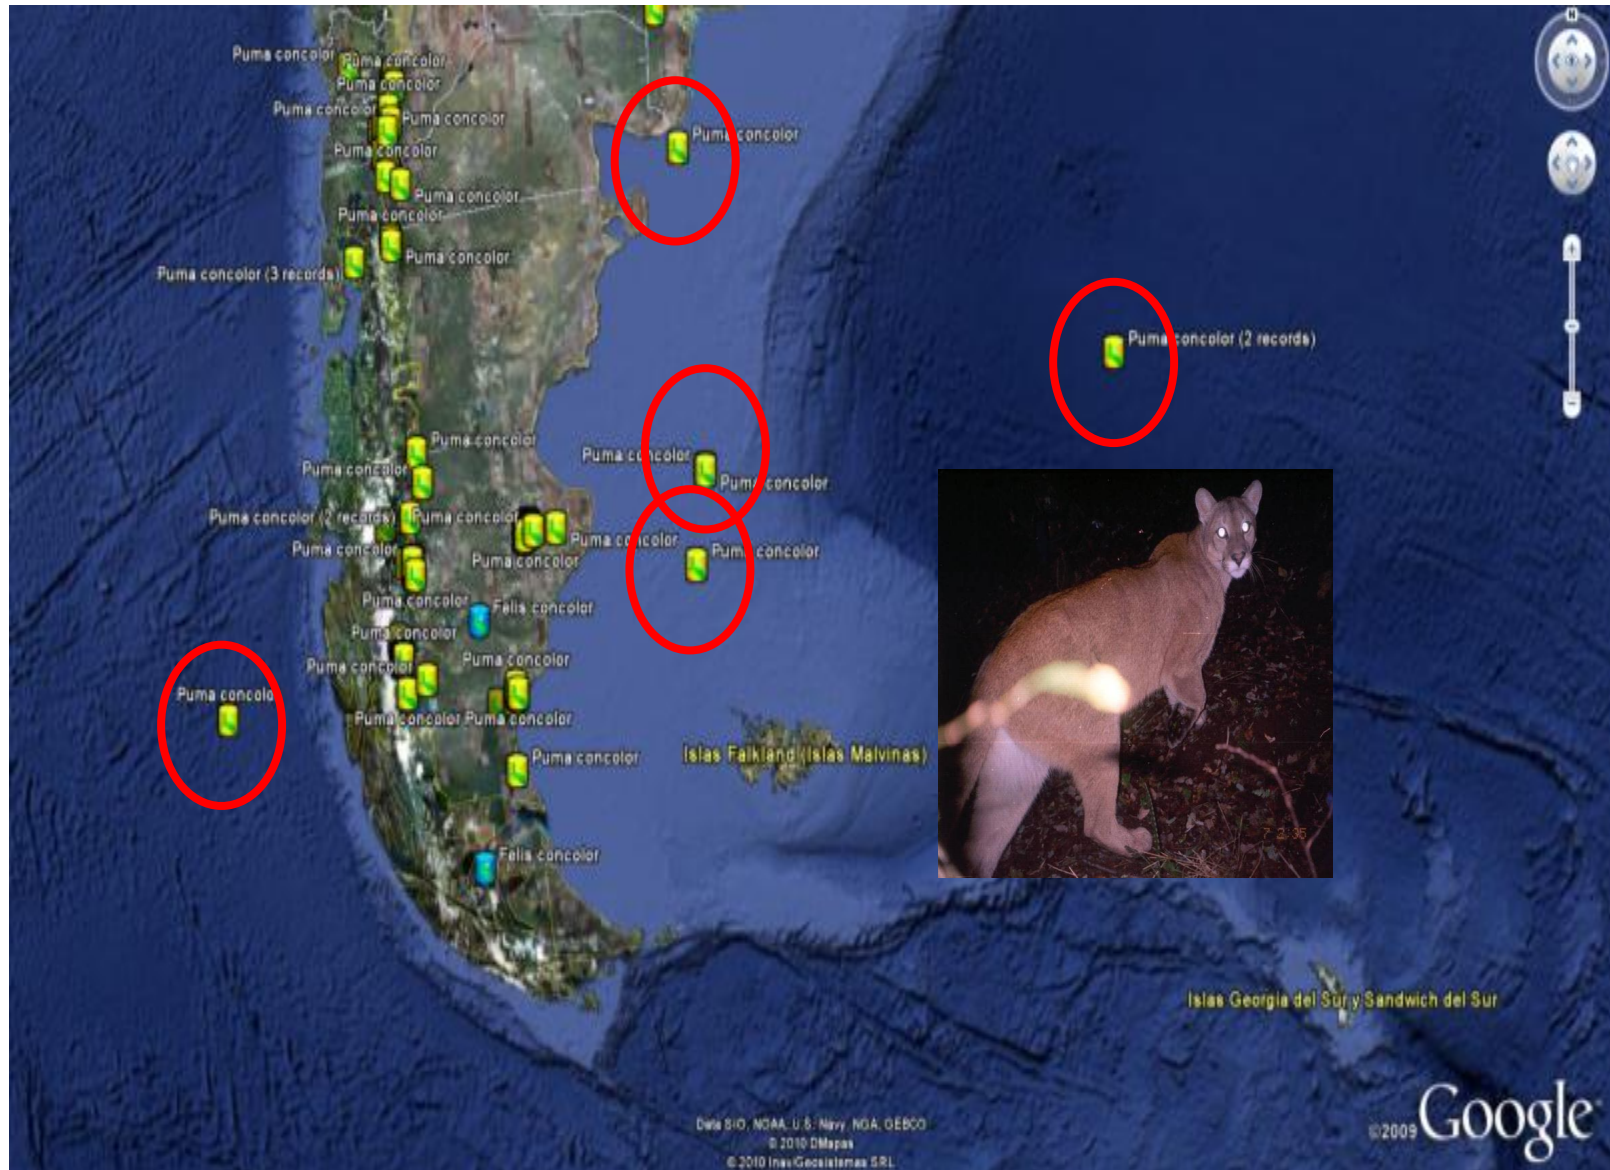 N
Puma concolor
Puma concolor
Puma concolor
Puma concolor
Puma concolor
Puma concolor
Puma concolor
Puma concolor
Puma concolor
Puma concolor
Puma concolor (3 records)
Puma concolor (2 records)
Puma concolor
Puma concolor
Puma concolor
Puma concolor
Puma concolor (2 records)
Puma concolor
Puma concolor
Puma concolor
Puma concolor
Puma concolor
Puma concolor
Felis concolor
Puma concolor
Puma concolor
Puma concolor
Puma concolo
Puma concolor
Puma concolor
Puma concolor
Islas Falkland (Islas Malvinas)
Felis concolor
Islas Georgia del Sur y Sandwich del Sur
Data SIO, NOAA, U.S. Navy, NGA, GEBCO
© 2010 DMapas
© 2010 Inav/Geosistemas SRL
©2009 Google